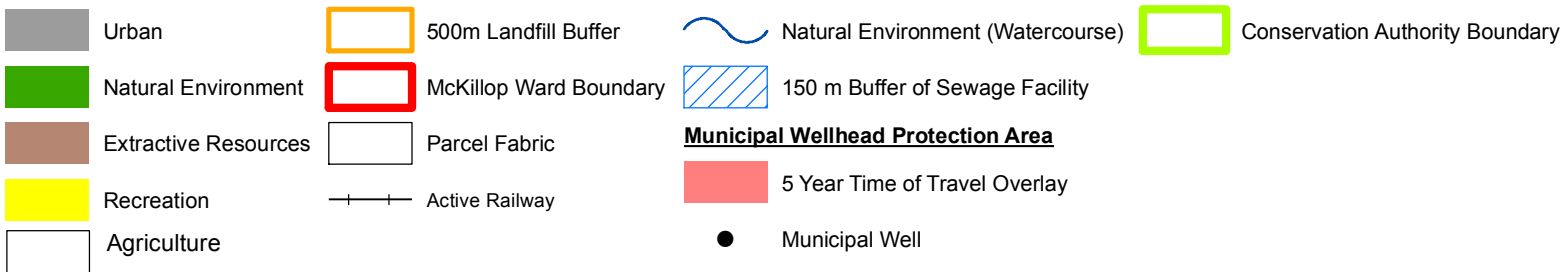 Urban
Natural Environment
Extractive Resources
Recreation
Agriculture
500m Landfill Buffer
McKillop Ward Boundary
Parcel Fabric
Active Railway
Natural Environment (Watercourse)
150 m Buffer of Sewage Facility
Municipal Wellhead Protection Area
5 Year Time of Travel Overlay
Municipal Well
Conservation Authority Boundary